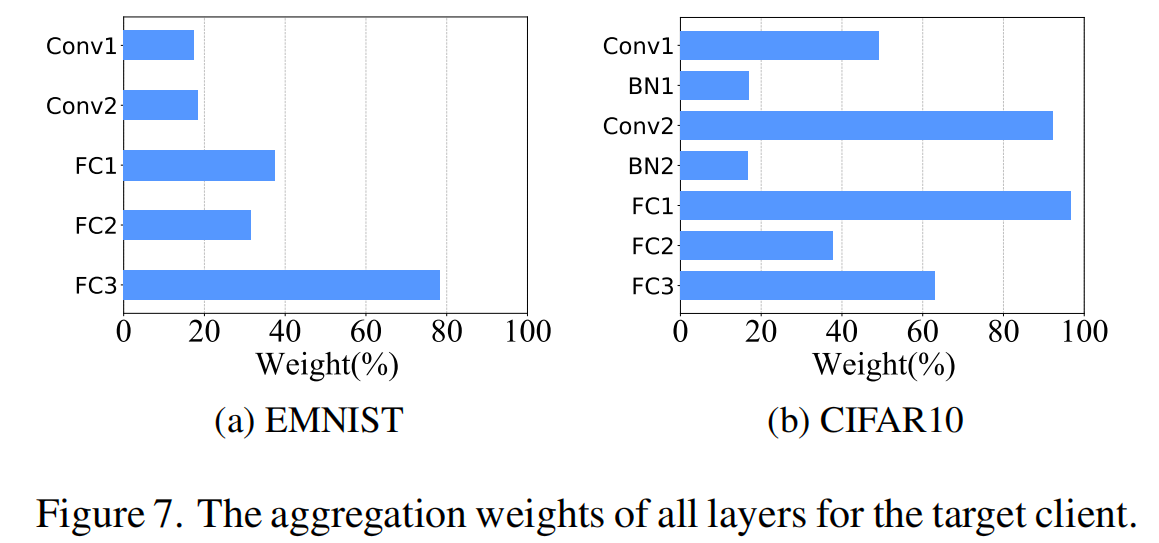 Conv1
Conv2
FC1
FC2
FC3
0 20 40 60 80 100
Weight(%)
(a) EMNIST
Conv1
BN1
Conv2
BN2
FC1
FC2
FC3
0 20 40 60 80 100
Weight(%)
(b) CIFAR10
Figure 7. The aggregation weights of all layers for the target client.